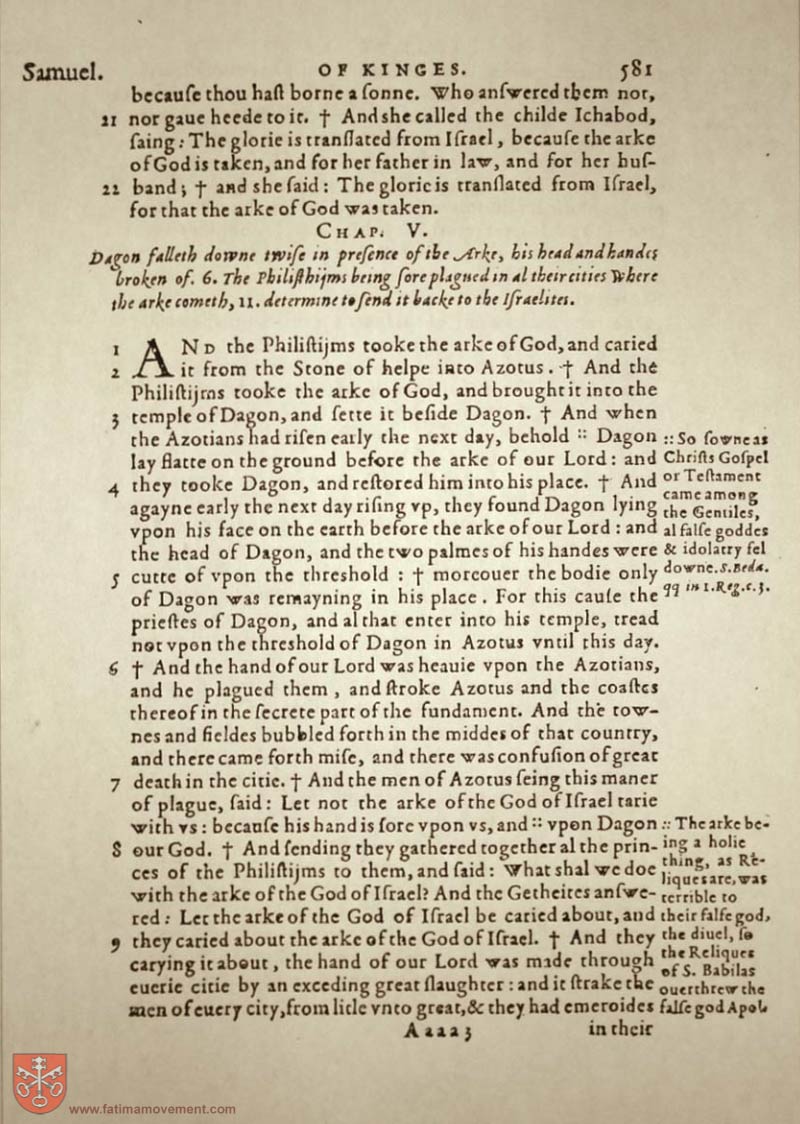 Samuel. OF KINGES. 581
becauſe thou haſt borne a ſonne. Who anſwered them not,
21 nor gaue heede to it. † And she called the childe Ichabod,
ſaing: The glorie is tranſlated from Iſrael, becauſe the arke
of God is taken, and for her father in law, and for her huſ-
22 band; † and she ſaid: The glorie is tranſlated from Iſrael,
for that the arke of God was taken.
CHAP. V.
Dagon falleth downe twiſe in preſence of the Arke, his head and handes
broken of. 6. The Philiſthijms being ſore plagued in al their cities Where
the arke cometh, 11. determine to ſend it backe to the Iſraelites.
1 AND the Philiſtijms tooke the arke of God, and caried
2 it from the Stone of helpe into Azotus. † And the
Philiſtijms tooke the arke of God, and brought it into the
3 temple of Dagon, and ſette it beſide Dagon. † And when
the Azotians had riſen early the next day, behold :: Dagon
lay flatte on the ground before the arke of our Lord: and
4 they tooke Dagon, and reſtored him into his place. † And
agayne early the next day riſing vp, they found Dagon lying
vpon his face on the earth before the arke of our Lord: and
the head of Dagon, and the two palmes of his handes were
5 cutte of vpon the threshold: † moreouer the bodie only
of Dagon was remayning in his place. For this cauſe the
prieſtes of Dagon, and al that enter into his temple, tread
not vpon the threshold of Dagon in Azotus vntil this day.
6 † And the hand of our Lord was heauie vpon the Azotians,
and he plagued them, and ſtroke Azotus and the coaſtes
thereof in the ſecrete part of the fundament. And the tow-
nes and fieldes bubbled forth in the middes of that country,
and there came forth miſe, and there was confuſion of great
7 death in the citie. † And the men of Azotus ſeing this maner
of plague, ſaid: Let not the arke of the God of Iſrael tarie
with vs: becauſe his hand is ſore vpon vs, and :: vpon Dagon
8 our God. † And ſending they gathered together al the prin-
ces of the Philiſtijms to them, and ſaid: What shal we doe
with the arke of the God of Iſrael? And the Getheites anſwe-
red: Let the arke of the God of Iſrael be caried about, and
9 they caried about the arke of the God of Iſrael. † And they
carying it about, the hand of our Lord was made through
euerie citie by an exceding great ſlaughter: and it ſtrake the
men of euery city, from litle vnto great, & they had emeroides
Aaaa3 in their
:: So ſowne as
Chriſts Goſpel
or Teſtament
came among
the Gentiles,
al falſe goddes
& idolatry fel
downe. S. Beda.
qq in 1. Reg. c. 3.
:: The arke be-
ing a holie
thing, as Re-
liques are, was
terrible to
their falſe god,
the diuel, ſo
the Reliques
of S. Babilas
ouerthrew the
falſe god Apol.
www.fatimamovement.com